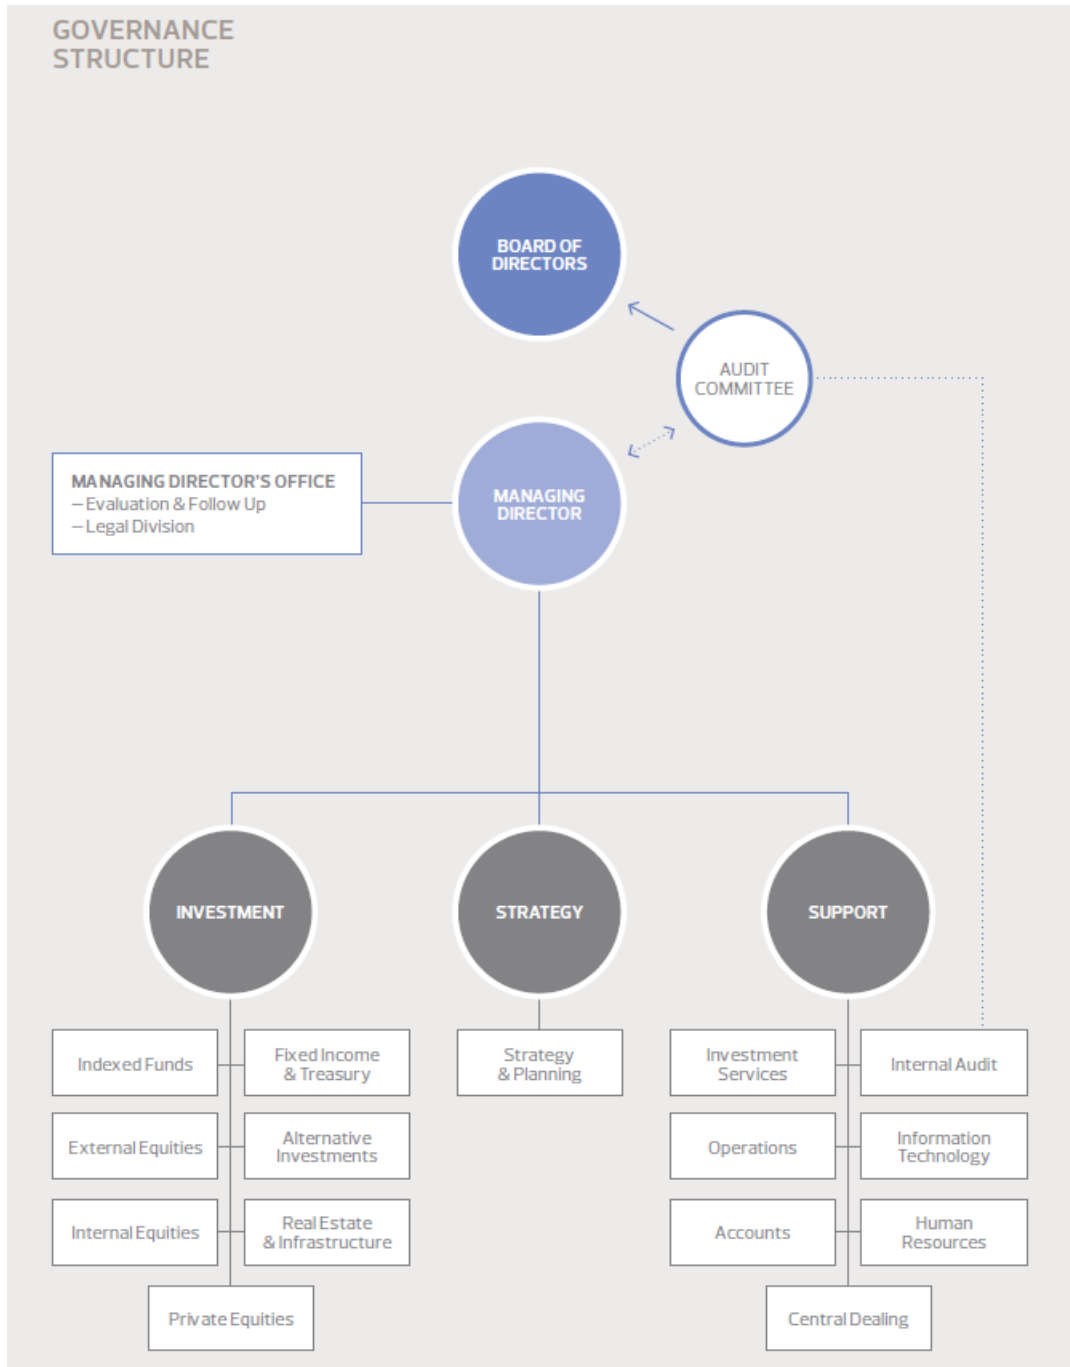 GOVERNANCE
STRUCTURE
BOARD OF
DIRECTORS
AUDIT
COMMITTEE
MANAGING DIRECTOR'S OFFICE
– Evaluation & Follow Up
– Legal Division
MANAGING
DIRECTOR
INVESTMENT
STRATEGY
SUPPORT
Indexed Funds
Fixed Income
& Treasury
External Equities
Alternative
Investments
Internal Equities
Real Estate
& Infrastructure
Private Equities
Strategy
& Planning
Investment
Services
Internal Audit
Operations
Information
Technology
Accounts
Human
Resources
Central Dealing